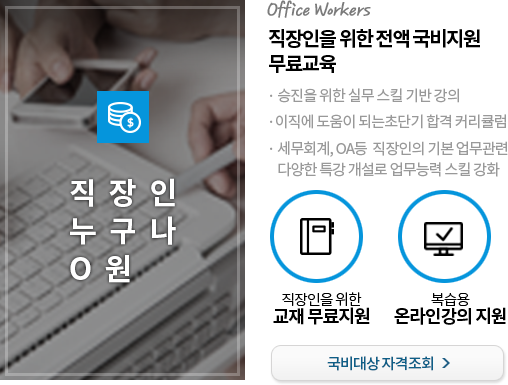 Office Workers
직장인을 위한 전액 국비지원
무료교육
· 승진을 위한 실무 스킬 기반 강의
· 이직에 도움이 되는초단기 합격 커리큘럼
· 세무회계, OA등 직장인의 기본 업무관련
다양한 특강 개설로 업무능력 스킬 강화
$
직장인
누구나
0원
직장인을 위한
교재 무료지원
복습용
온라인강의 지원
국비대상 자격조회 >